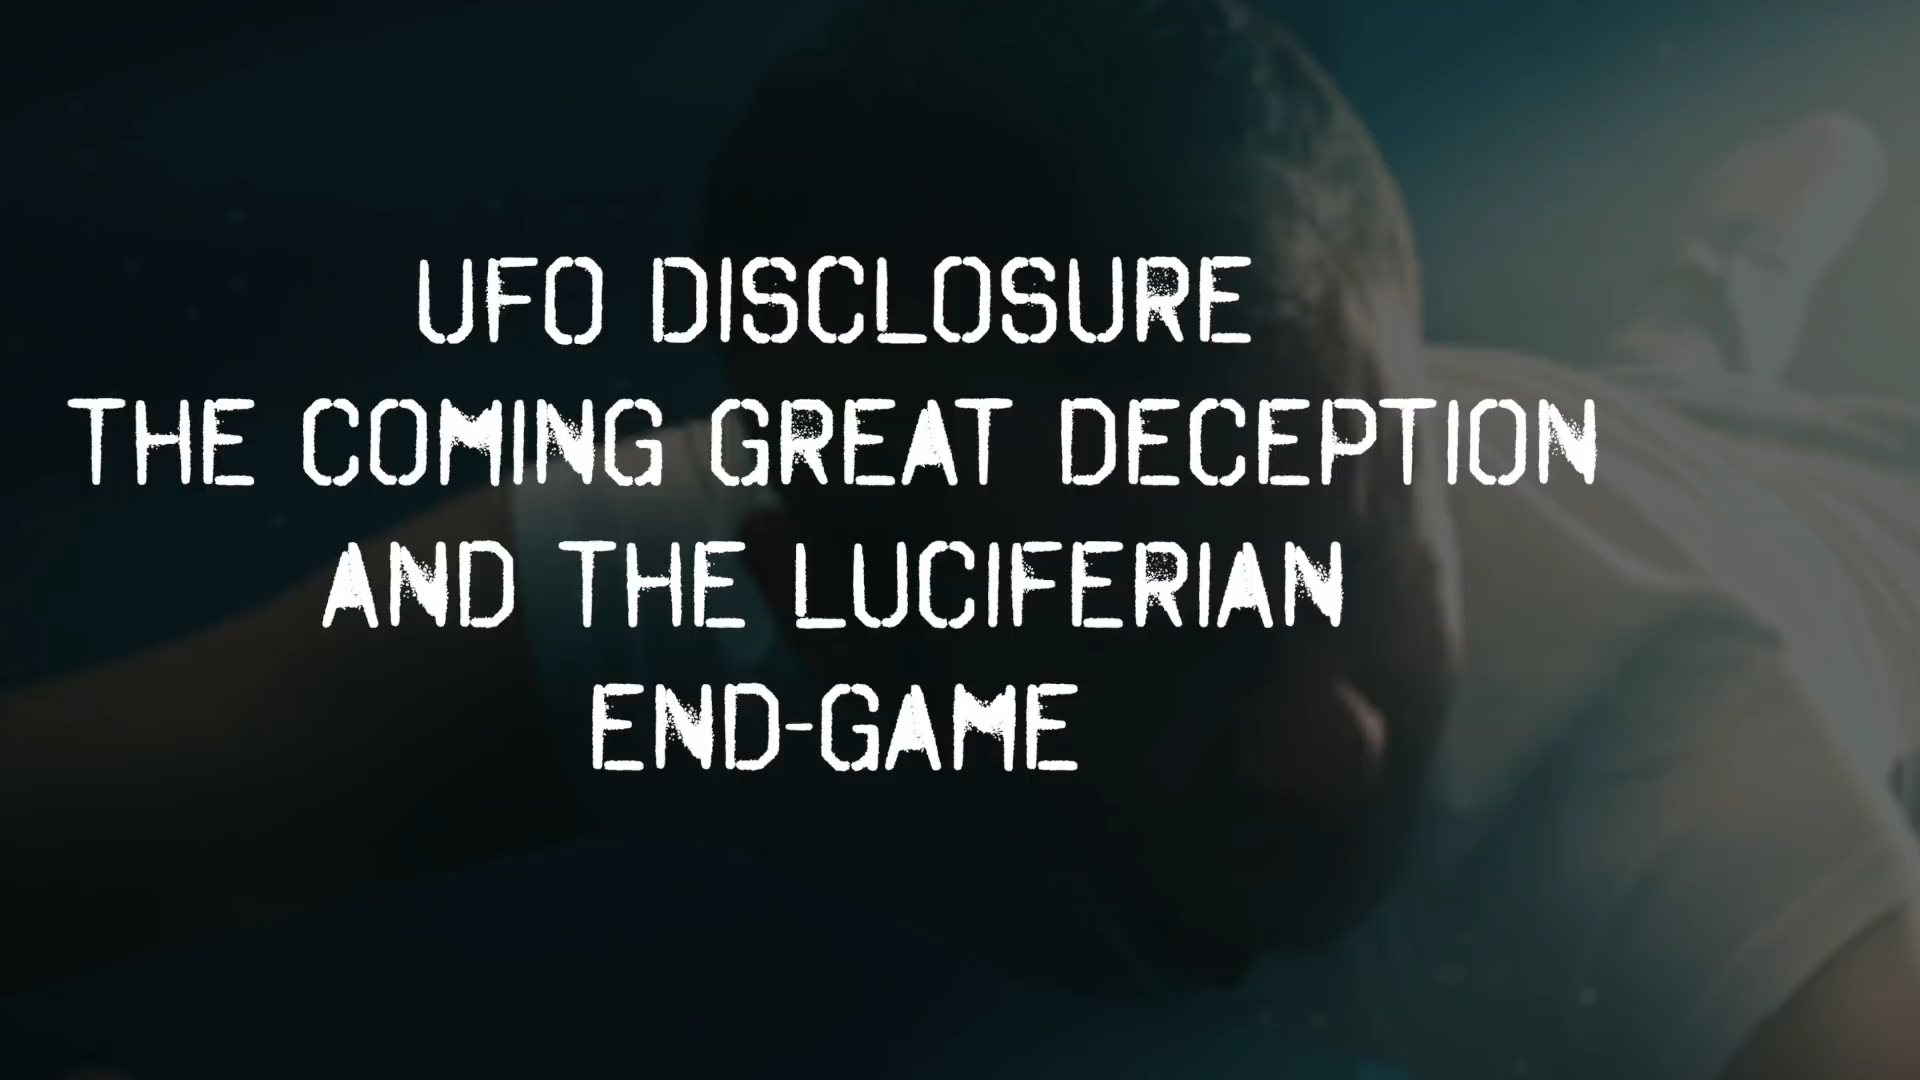 UFO DISCLOSURE
THE COMING GREAT DECEPTION
AND THE LUCIFERIAN
END-GAME